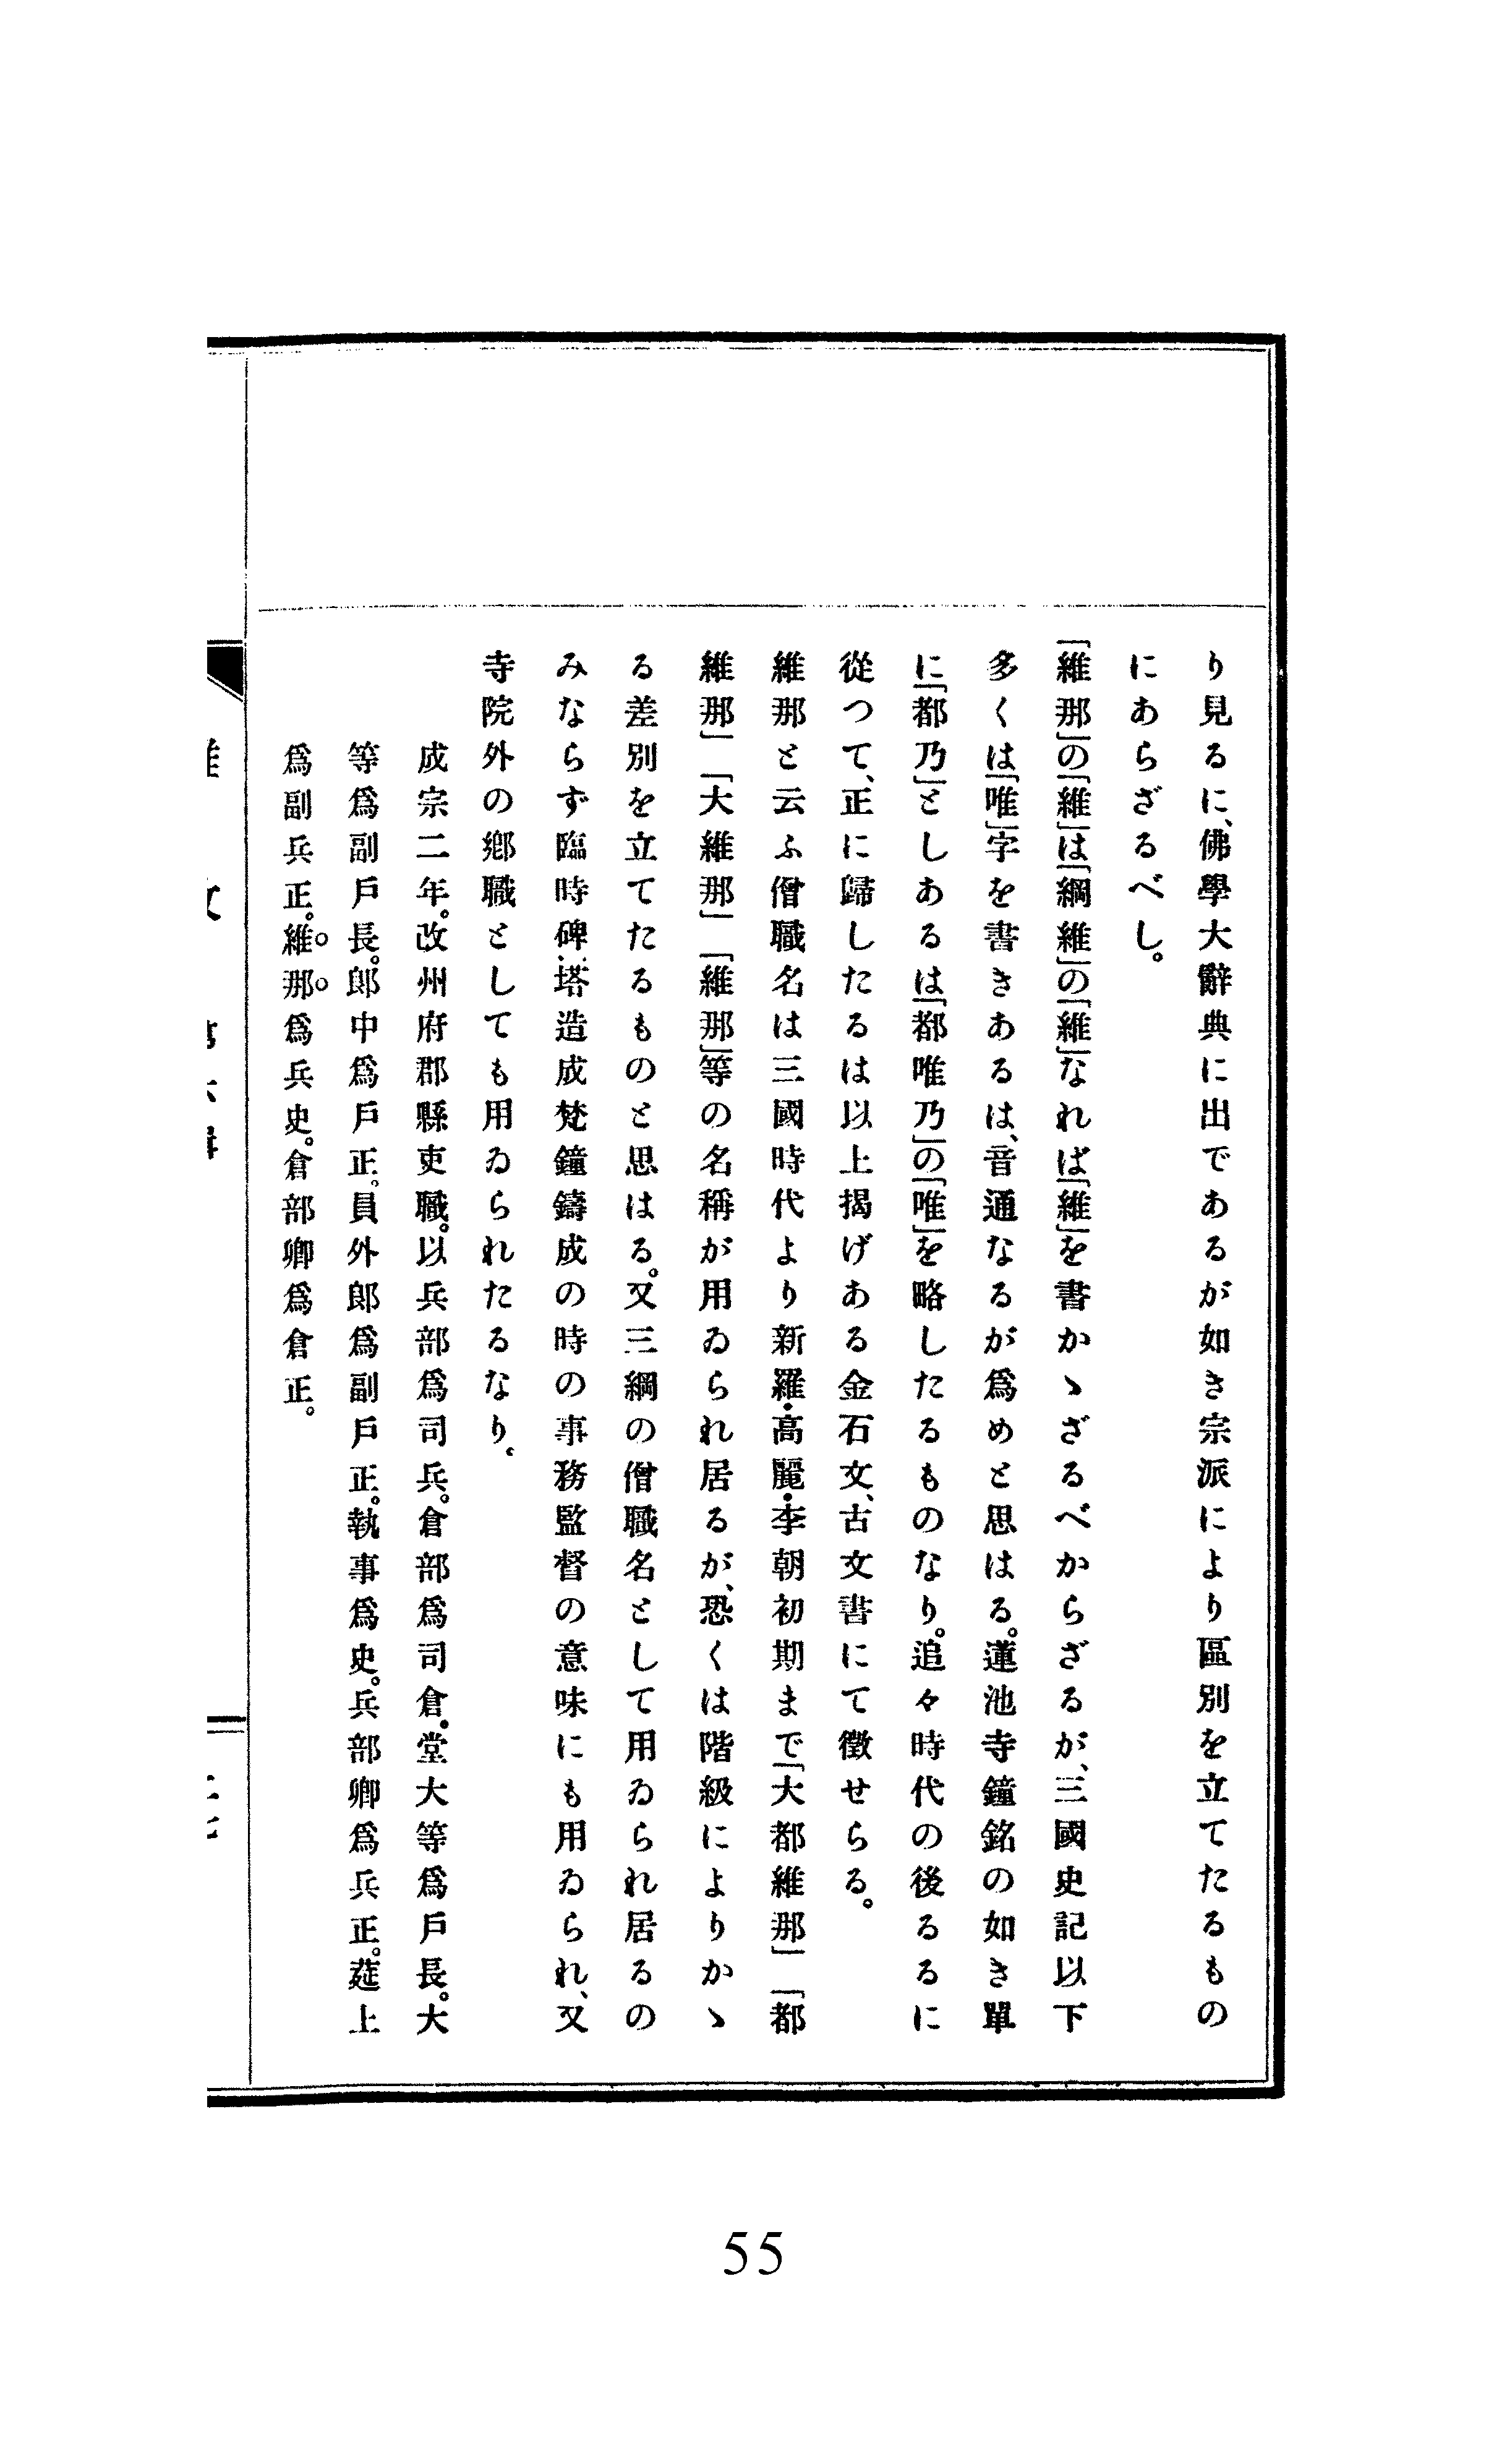 り見るに、佛學大辭典に出であるが如き宗派により區別を立てたるもの
にあらざるべし。
「維那」の「維」は「綱維」の「維」なれば「維」を書かゝざるべからざるが、三國史記以下
多くは「唯」字を書きあるは、音通なるが爲めと思はる。蓮池寺鐘銘の如き單
に「都乃」としあるは「都唯乃」の「唯」を略したるものなり。追々時代の後るるに
從つて、正に歸したるは以上揭げある金石文、古文書にて徵せらる。
維那と云ふ僧職名は三國時代より新羅・高麗・李朝初期まで「大都維那」「都
維那」「大維那」「維那」等の名稱が用ゐられ居るが、恐くは階級によりかゝ
る差別を立てたるものと思はる。又三綱の僧職名として用ゐられ居るの
みならず臨時碑・塔造成梵鐘鑄成の時の事務監督の意味にも用ゐられ、又
寺院外の鄕職としても用ゐられたるなり。
成宗二年。改州府郡縣吏職。以兵部爲司兵。倉部爲司倉。堂大等爲戶長。大
等爲副戶長。郞中爲戶正。員外郞爲副戶正。執事爲史。兵部卿爲兵正。莚上
爲副兵正。維那爲兵史。倉部卿爲倉正。
55